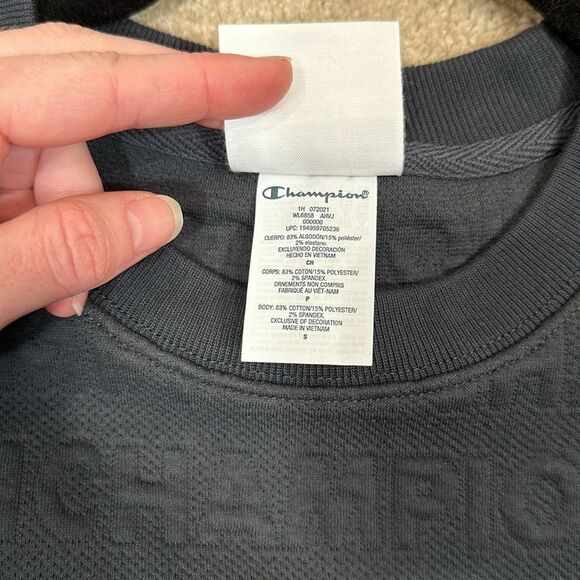 Champion
1H 072021
WL6858 AHVJ
000000
UPC: 194959705236
CUERPO: 83% ALGODÓN/15% poliéster/
2% elastano.
EXCLUYENDO DECORACIÓN
HECHO EN VIETNAM
CH
CORPS: 83% COTON/15% POLYESTER/
2% SPANDEX.
ORNEMENTS NON COMPRIS
FABRIQUÉ AU VIÊT-NAM
P
BODY: 83% COTTON/15% POLYESTER/
2% SPANDEX.
EXCLUSIVE OF DECORATION
MADE IN VIETNAM
S
CHAMPIO